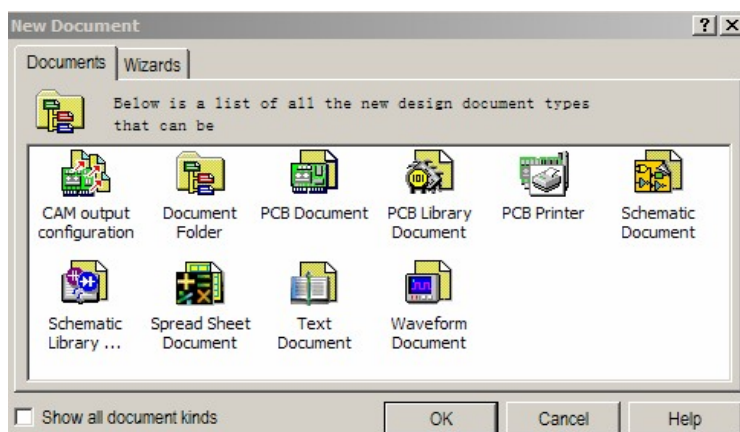 New Document
Documents Wizards
Below is a list of all the new design document types
that can be
CAM output PCB Document PCB Library PCB Printer Schematic
configuration Document Folder Document Document
Schematic Spread Sheet Text Waveform
Library ... Document Document Document
Show all document kinds OK Cancel Help